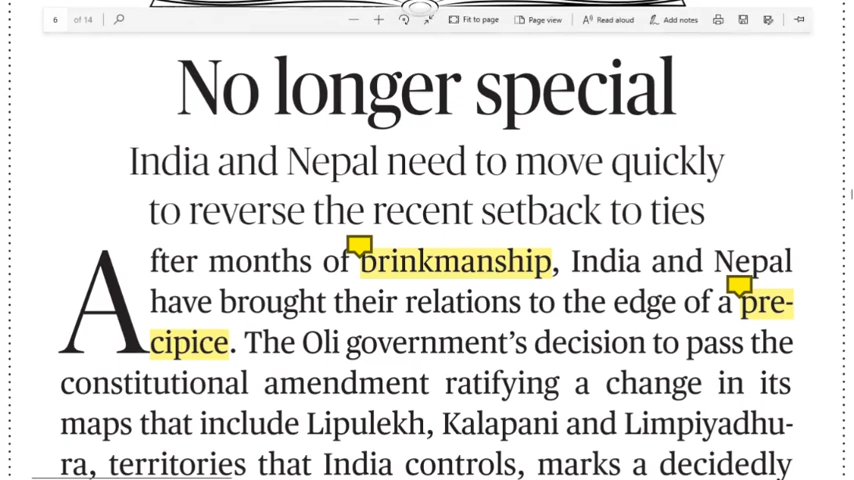 6 of 14 Fit to page Page view Read aloud Add notes
No longer special
India and Nepal need to move quickly
to reverse the recent setback to ties
After months of brinkmanship, India and Nepal
have brought their relations to the edge of a pre-
cipice. The Oli government's decision to pass the
constitutional amendment ratifying a change in its
maps that include Lipulekh, Kalapani and Limpiyadhu-
ra, territories that India controls, marks a decidedly